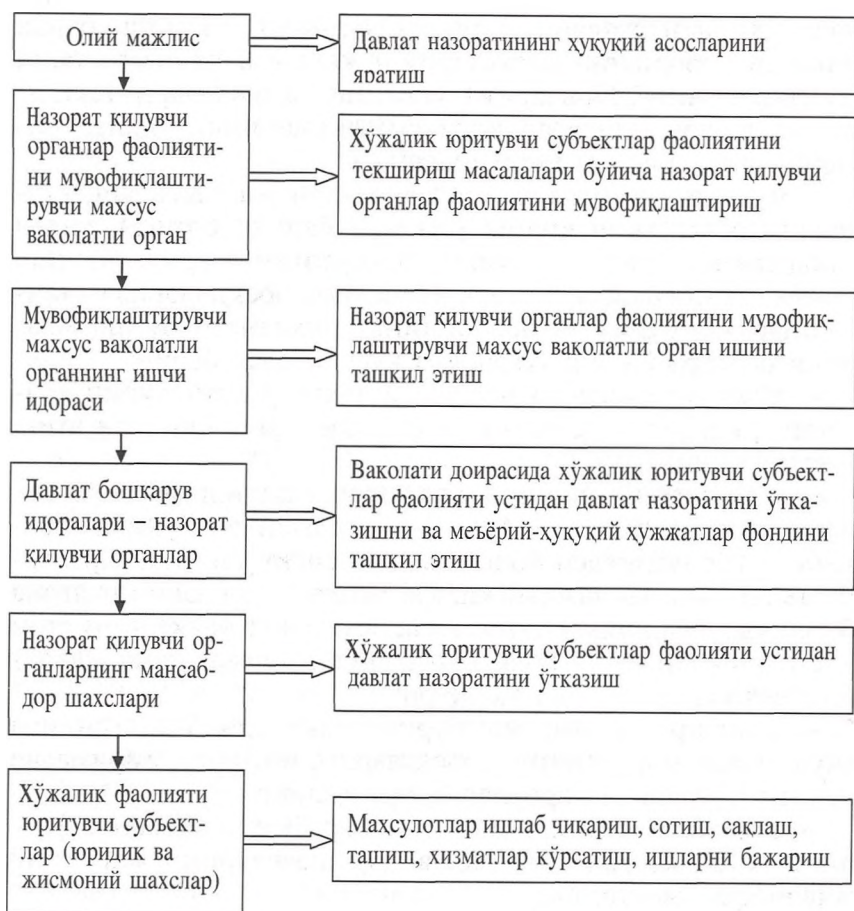 Олий мажлис
Давлат назоратининг ҳуқуқий асосларини
яратиш
Назорат қилувчи
органлар фаолияти-
ни мувофиқлашти-
рувчи махсус
ваколатли орган
Хўжалик юритувчи субъектлар фаолиятини
текшириш масалалари бўйича назорат қилувчи
органлар фаолиятини мувофиқлаштириш
Мувофиқлаштирувчи
махсус ваколатли
органнинг ишчи
идораси
Назорат қилувчи органлар фаолиятини мувофиқ-
лаштирувчи махсус ваколатли орган ишини
ташкил этиш
Давлат бошқарув
идоралари – назорат
қилувчи органлар
Ваколати доирасида хўжалик юритувчи субъект-
лар фаолияти устидан давлат назоратини ўтка-
зишни ва меъёрий-ҳуқуқий ҳужжатлар фондини
ташкил этиш
Назорат қилувчи ор-
ганларнинг мансаб-
дор шахслари
Хўжалик юритувчи субъектлар фаолияти устидан
давлат назоратини ўтказиш
Хўжалик фаолияти
юритувчи субъект-
лар (юридик ва
жисмоний шахслар)
Маҳсулотлар ишлаб чиқариш, сотиш, сақлаш,
ташиш, хизматлар кўрсатиш, ишларни бажариш